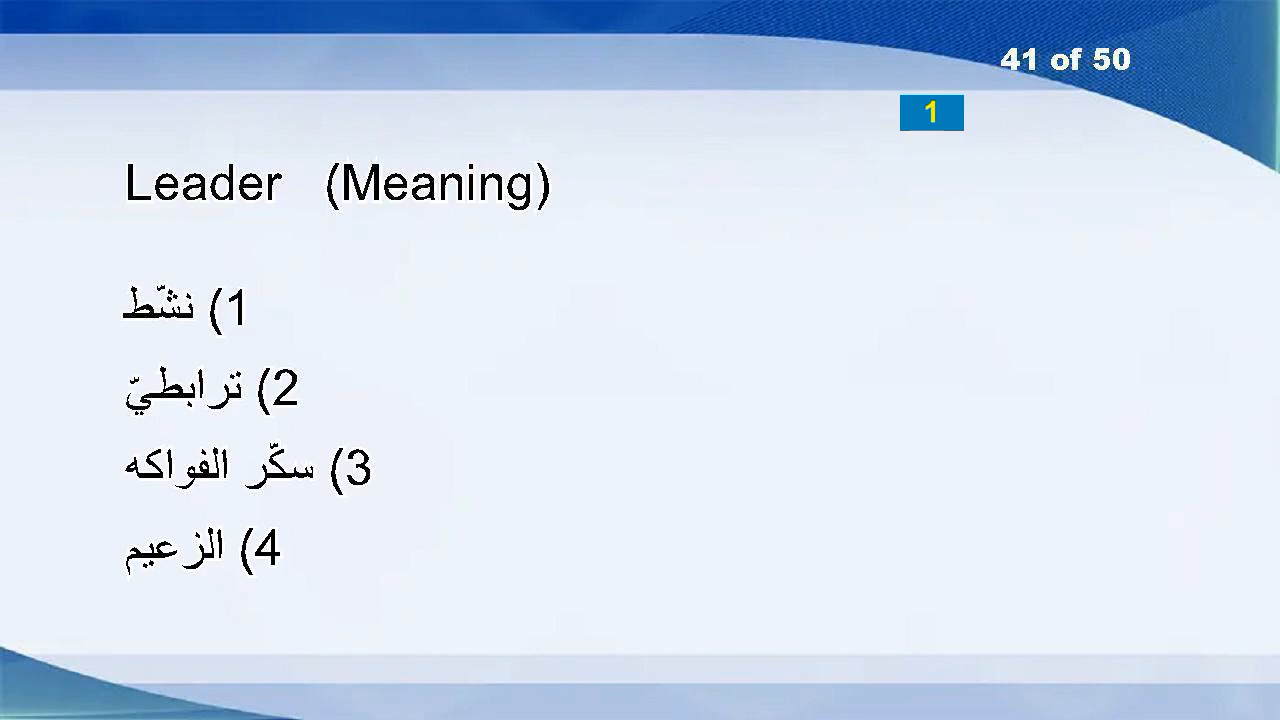 41 of 50
1
Leader (Meaning)
1) نشّط
2) ترابطيّ
3) سكّر الفواكه
4) الزعيم